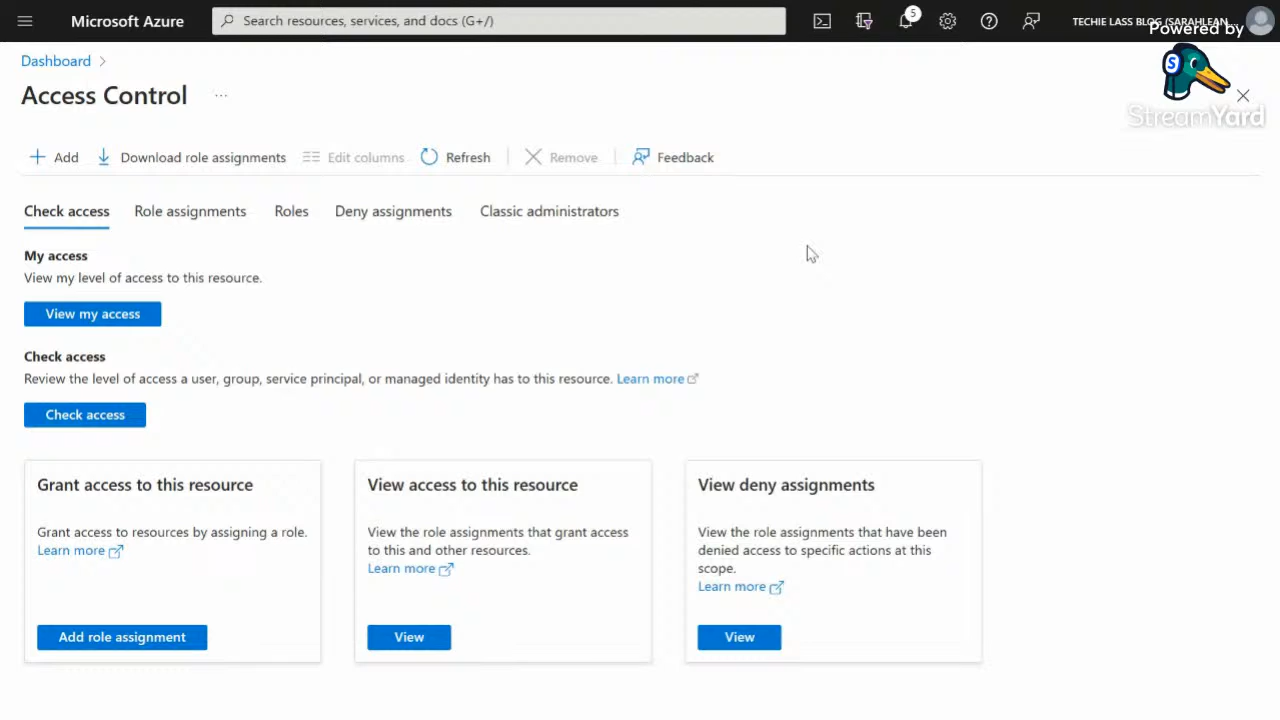 Microsoft Azure
Search resources, services, and docs (G+/)
5
TECHIE LASS BLOG (SARAHLEAN...
Powered by
StreamYard
Dashboard
Access Control
Add
Download role assignments
Edit columns
Refresh
Remove
Feedback
Check access
Role assignments
Roles
Deny assignments
Classic administrators
My access
View my level of access to this resource.
View my access
Check access
Review the level of access a user, group, service principal, or managed identity has to this resource. Learn more
Check access
Grant access to this resource
Grant access to resources by assigning a role.
Learn more
Add role assignment
View access to this resource
View the role assignments that grant access
to this and other resources.
Learn more
View
View deny assignments
View the role assignments that have been
denied access to specific actions at this
scope.
Learn more
View